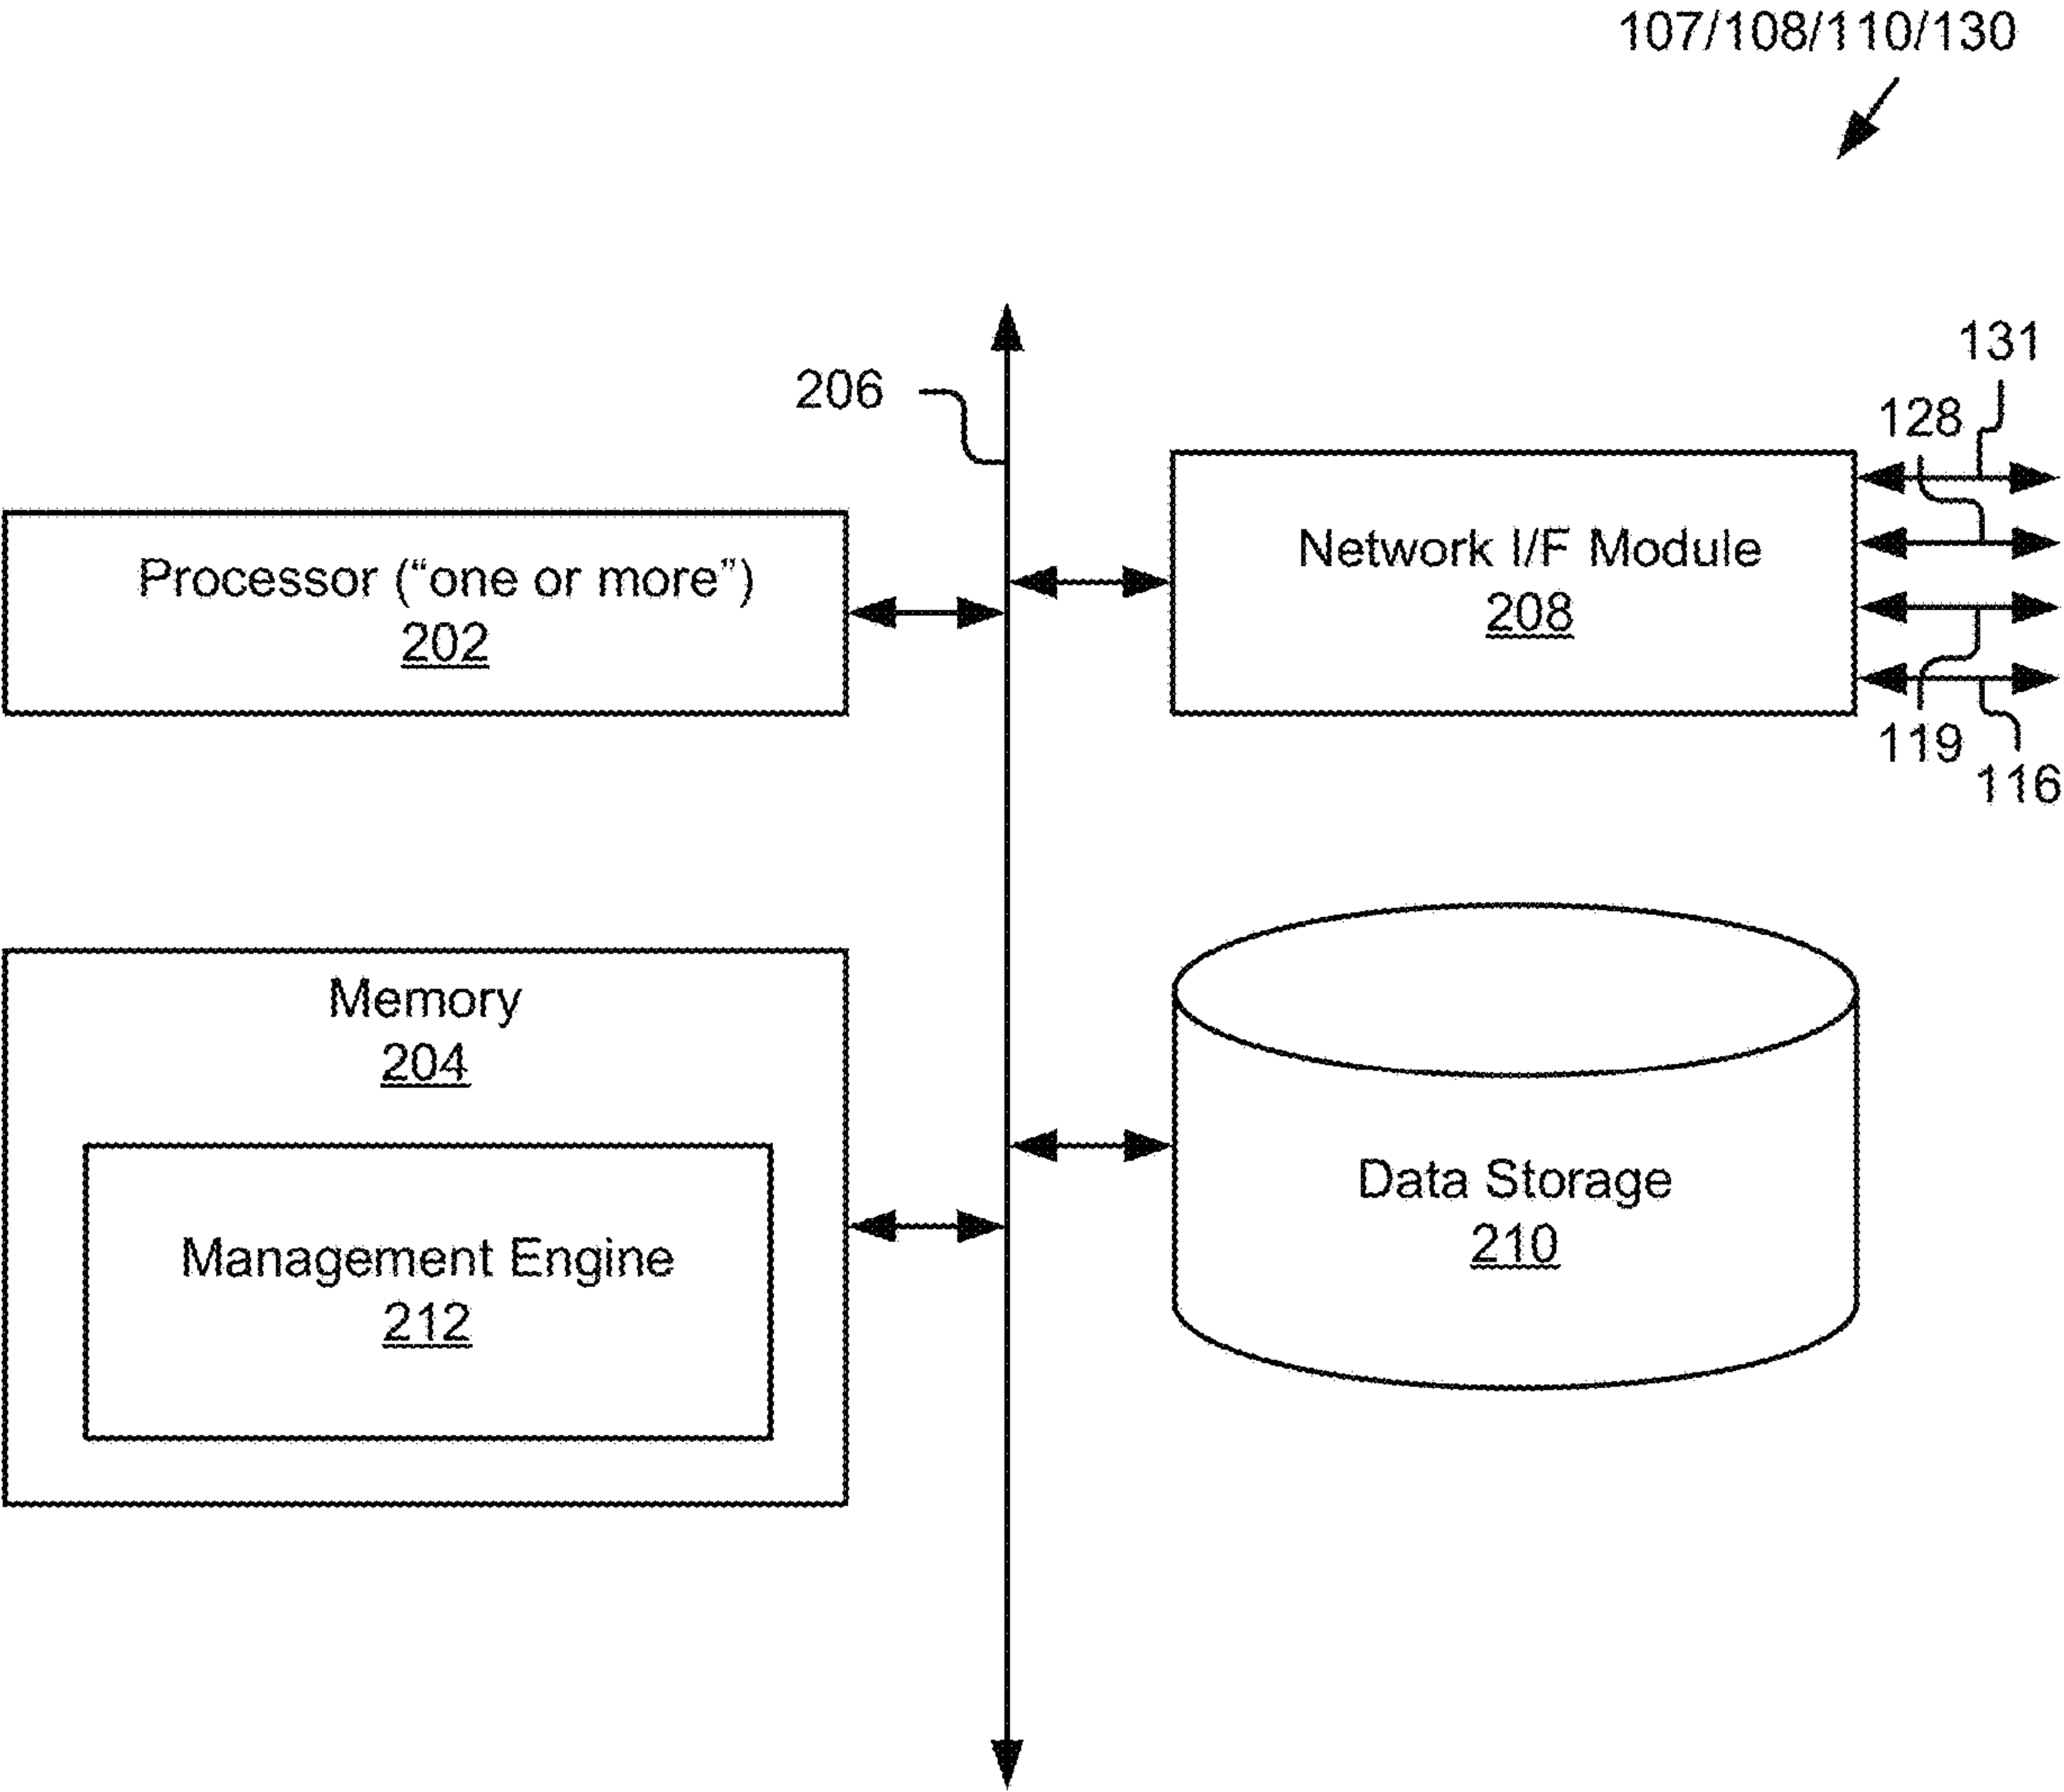 107/108/110/130
131
206
128
Network I/F Module
208
Processor (“one or more”)
202
119
116
Memory
204
Data Storage
210
Management Engine
212